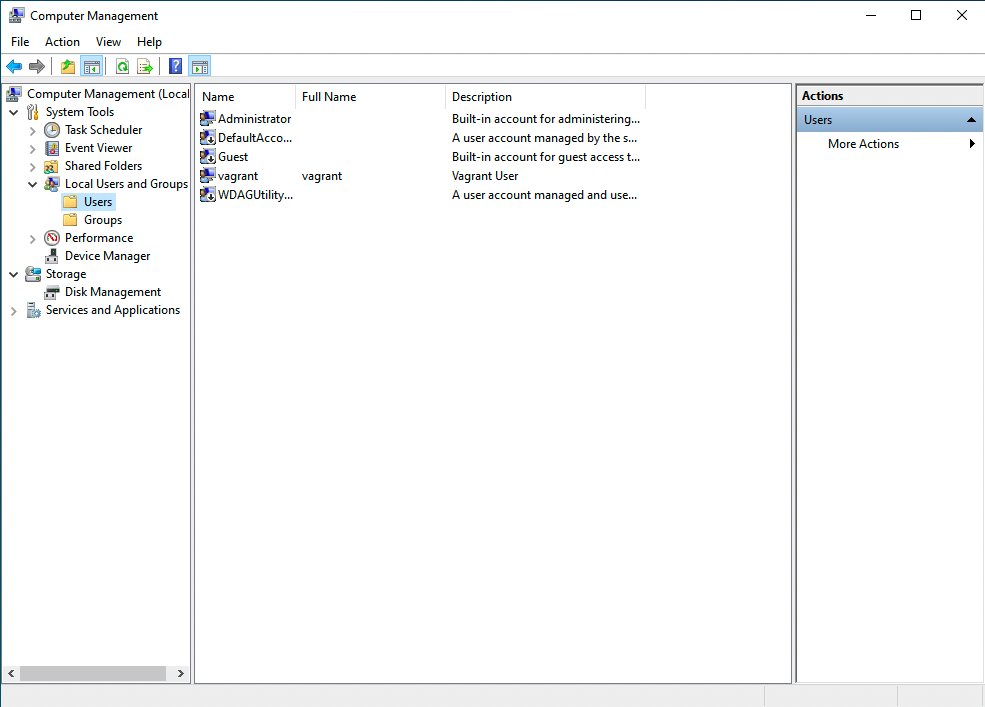 Computer Management
File Action View Help
Computer Management (Local
System Tools
Task Scheduler
Event Viewer
Shared Folders
Local Users and Groups
Users
Groups
Performance
Device Manager
Storage
Disk Management
Services and Applications
Name Full Name Description
Administrator Built-in account for administering...
DefaultAcco... A user account managed by the s...
Guest Built-in account for guest access t...
vagrant vagrant Vagrant User
WDAGUtility... A user account managed and use...
Actions
Users
More Actions